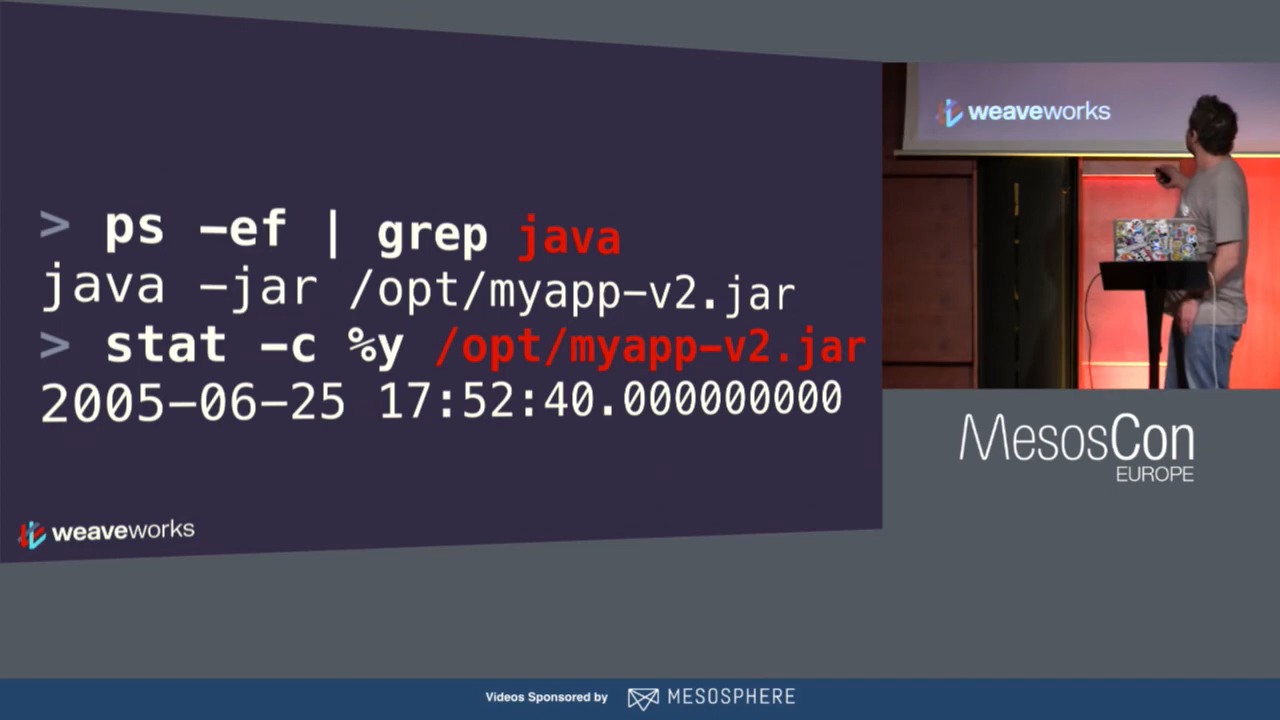 > ps -ef | grep java
java -jar /opt/myapp-v2.jar
> stat -c %y /opt/myapp-v2.jar
2005-06-25 17:52:40.000000000
weaveworks
weaveworks
MesosCon
EUROPE
Videos Sponsored by MESOSPHERE